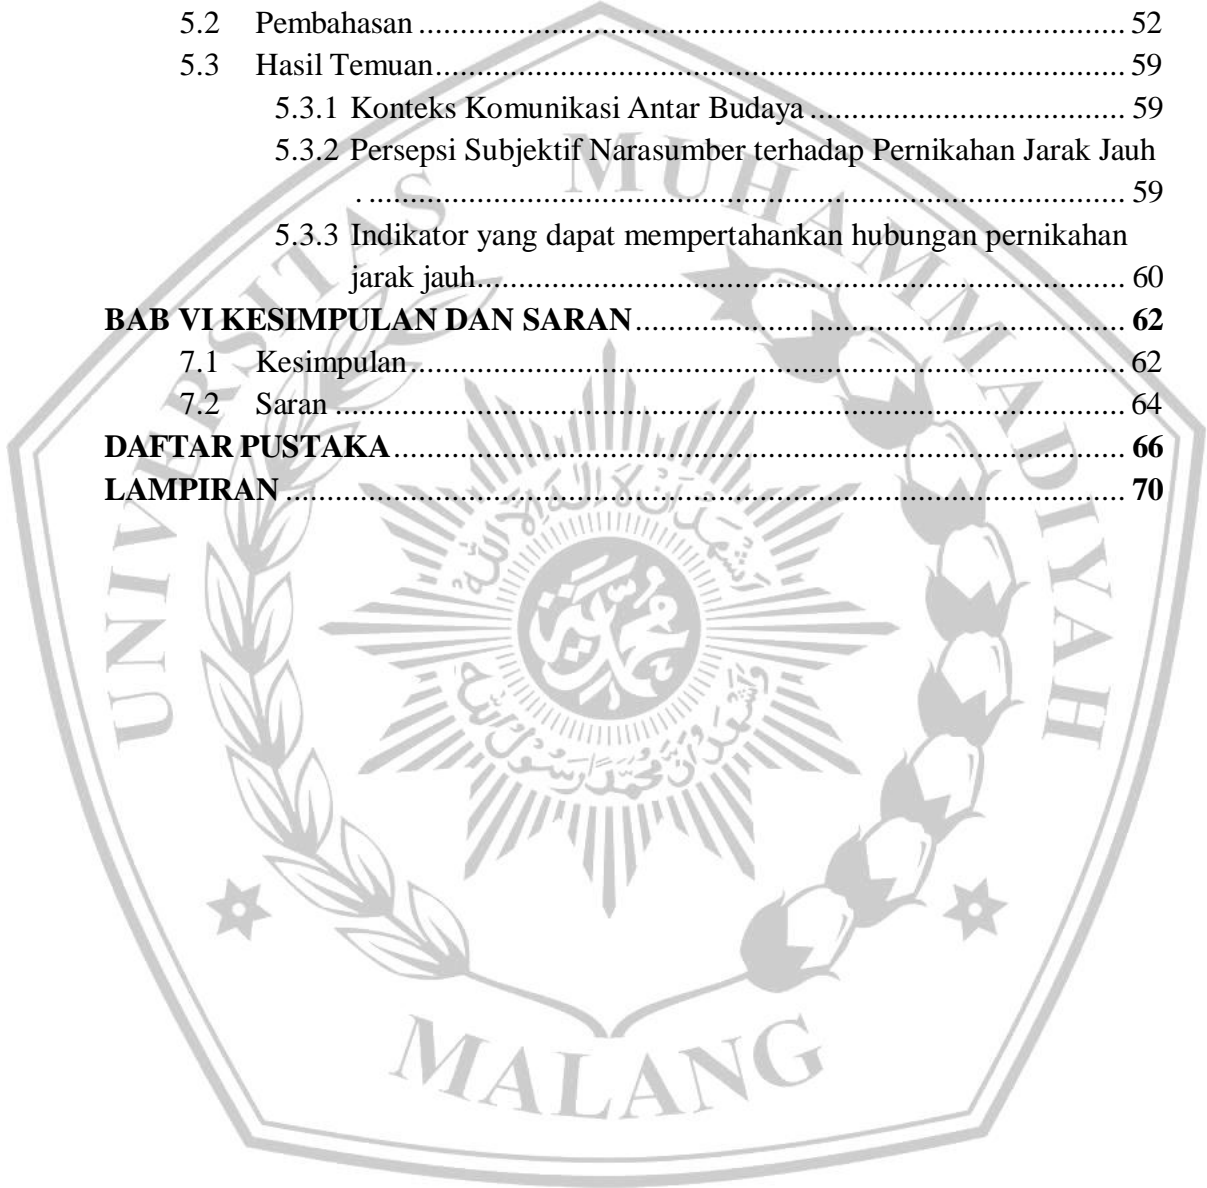 5.2 Pembahasan ........ 52
5.3 Hasil Temuan ........ 59
5.3.1 Konteks Komunikasi Antar Budaya ........ 59
5.3.2 Persepsi Subjektif Narasumber terhadap Pernikahan Jarak Jauh
. ........ 59
5.3.3 Indikator yang dapat mempertahankan hubungan pernikahan
jarak jauh ........ 60
BAB VI KESIMPULAN DAN SARAN ........ 62
7.1 Kesimpulan ........ 62
7.2 Saran ........ 64
DAFTAR PUSTAKA ........ 66
LAMPIRAN ........ 70
UNIVERSITAS MUHAMMADIYAH
MALANG